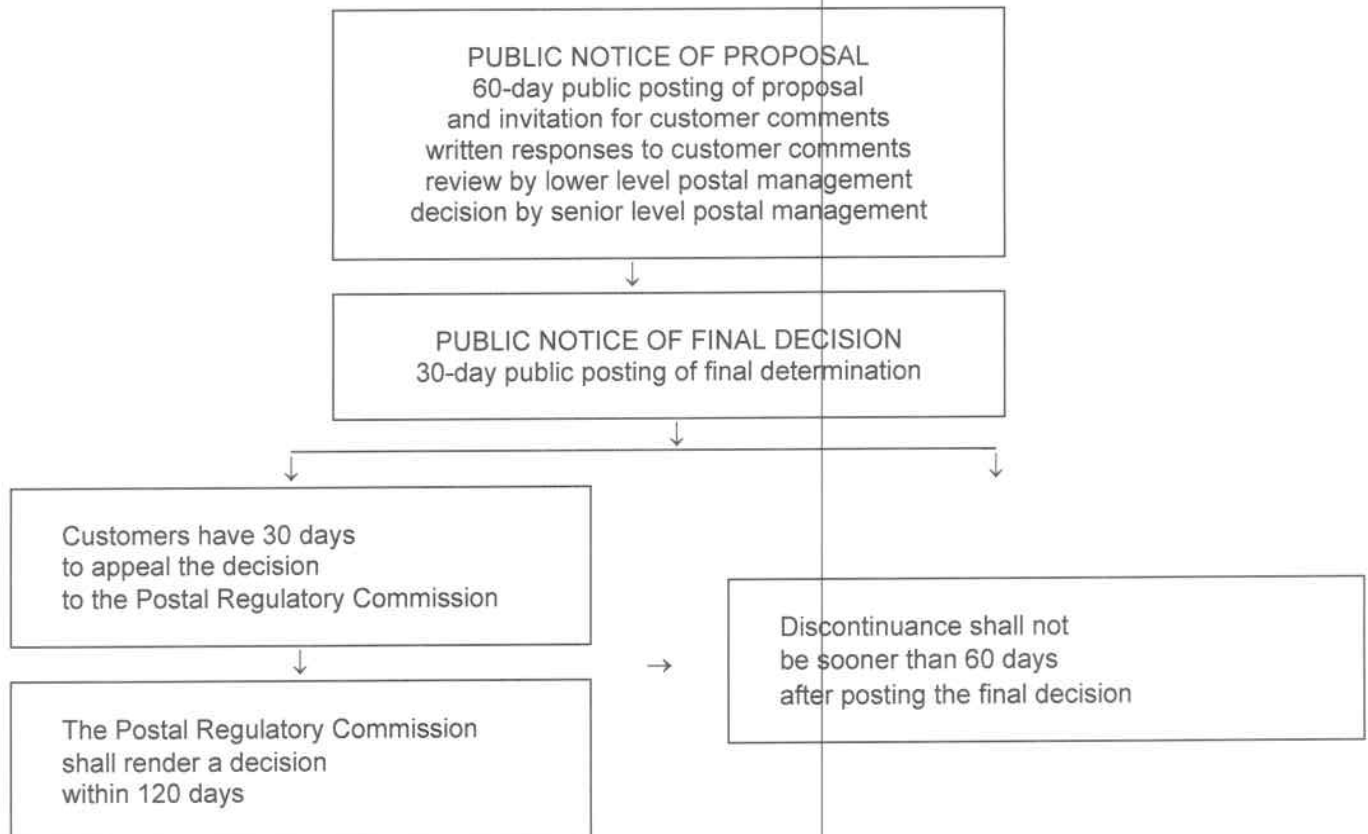 PUBLIC NOTICE OF PROPOSAL
60-day public posting of proposal
and invitation for customer comments
written responses to customer comments
review by lower level postal management
decision by senior level postal management
↓
PUBLIC NOTICE OF FINAL DECISION
30-day public posting of final determination
↓
↓ ↓
Customers have 30 days
to appeal the decision
to the Postal Regulatory Commission
↓
→
Discontinuance shall not
be sooner than 60 days
after posting the final decision
The Postal Regulatory Commission
shall render a decision
within 120 days